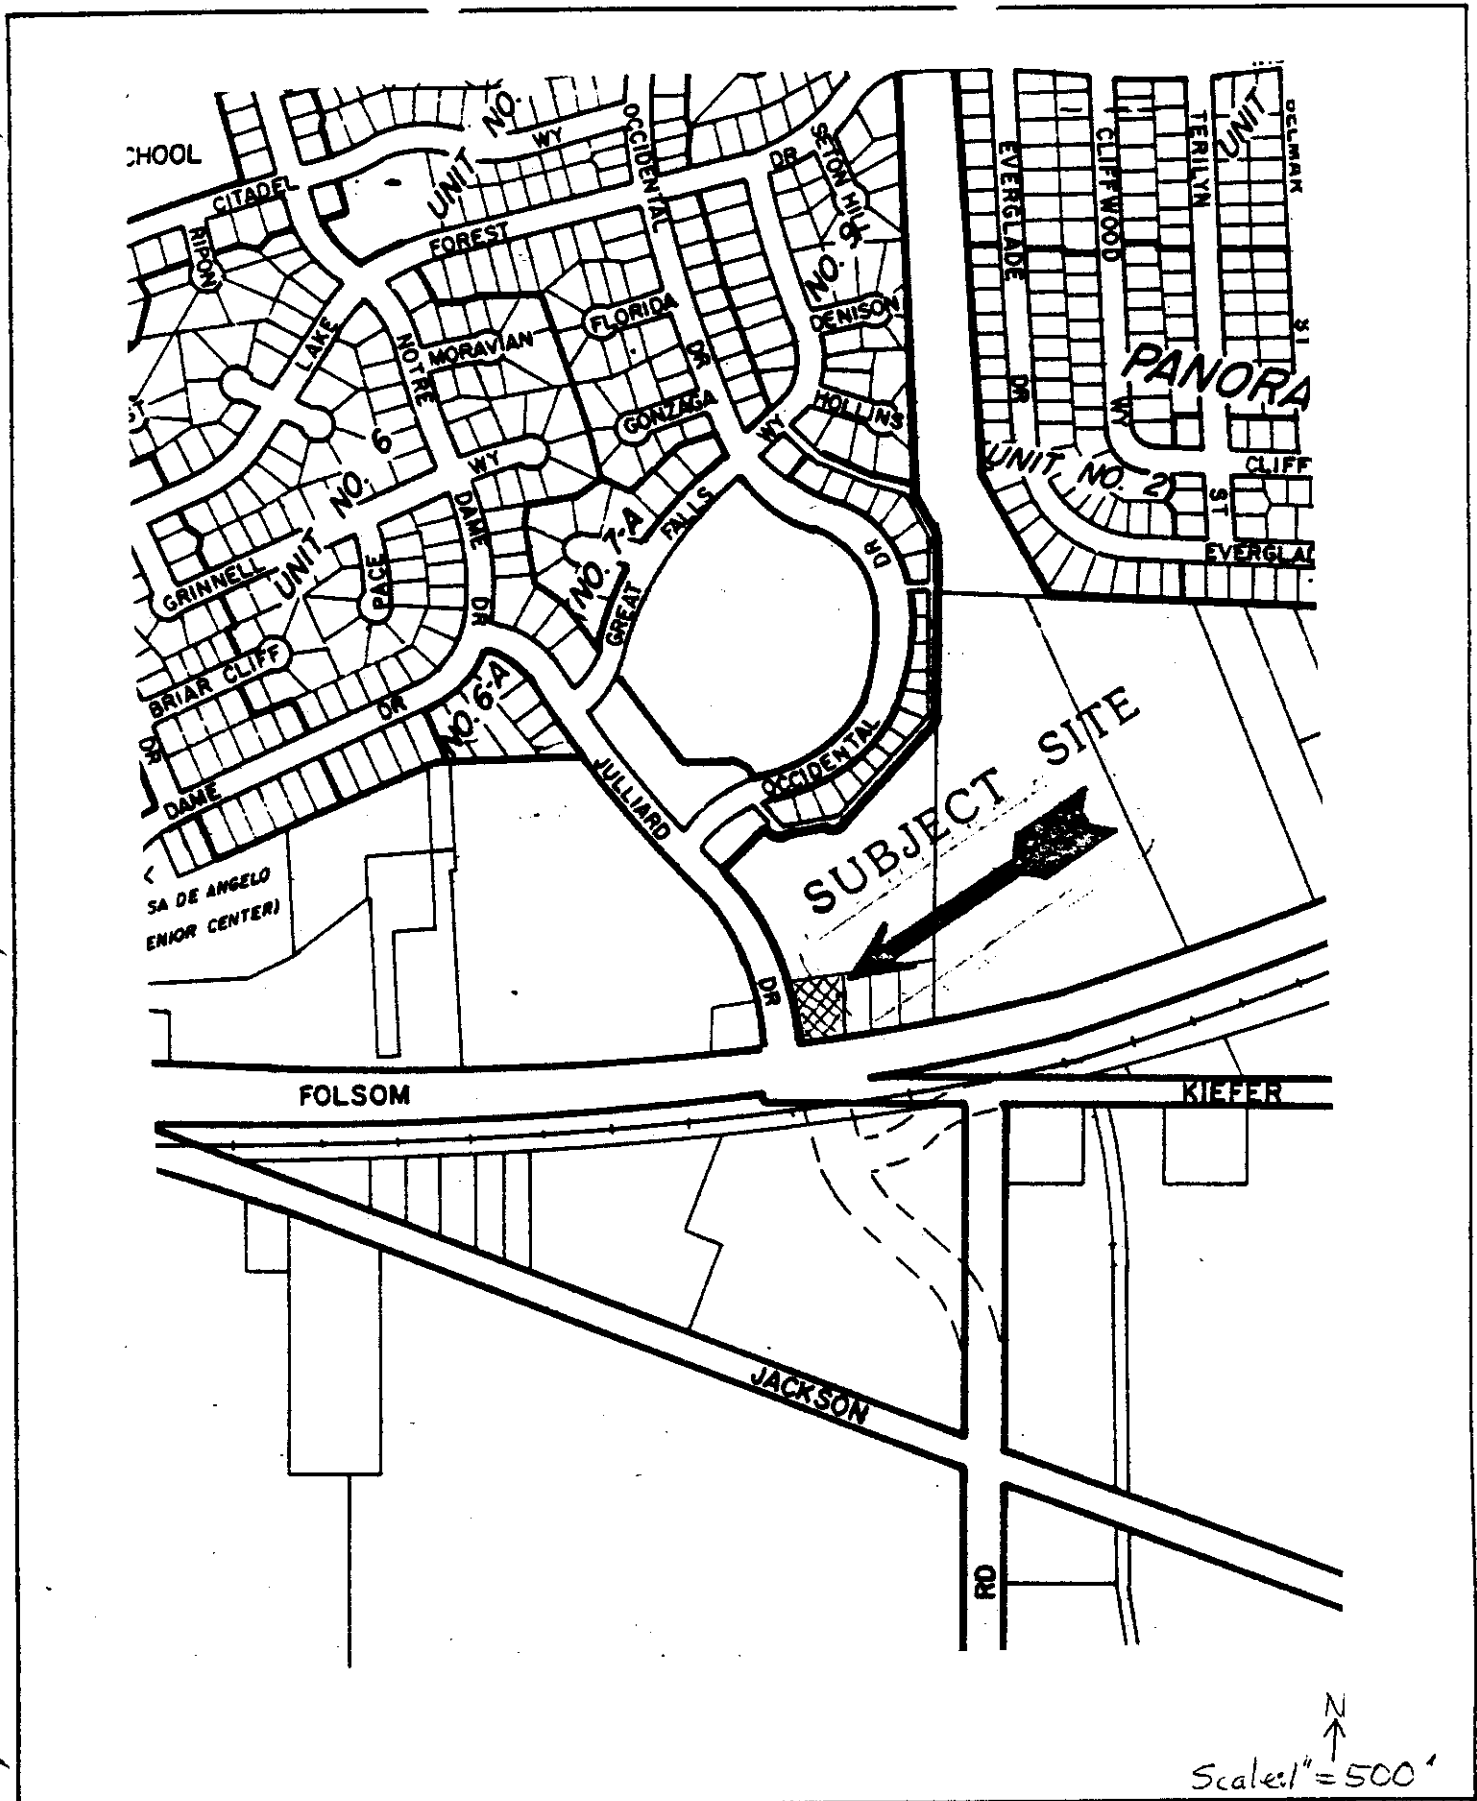 CHOOL
CITADEL
RIPON
UNIT
NO.
WY
OCCIDENTAL
DR
SETON HILL
NO. 9
FOREST
FLORIDA
DENISON
HOLLINS
MORAVIAN
GONZAGA
DR
WY
LAKE
NOTRE
DAME
DR
WY
UNIT NO. 6
PACE
GRINNELL
BRIAR CLIFF
DR
DAME
DR
NO. 6-A
NO. 7-A
GREAT
FALLS
DR
OCCIDENTAL
JULLIARD
DR
EVERGLADE
DR
CLIFFWOOD
WY
TERILYN
ST
UNIT
BELMAR
ST
PANORA
UNIT NO. 2
CLIFF
EVERGLAD
SUBJECT SITE
SA DE ANGELO
ENIOR CENTER)
FOLSOM
KIEFER
JACKSON
RD
N
Scale:1"=500'